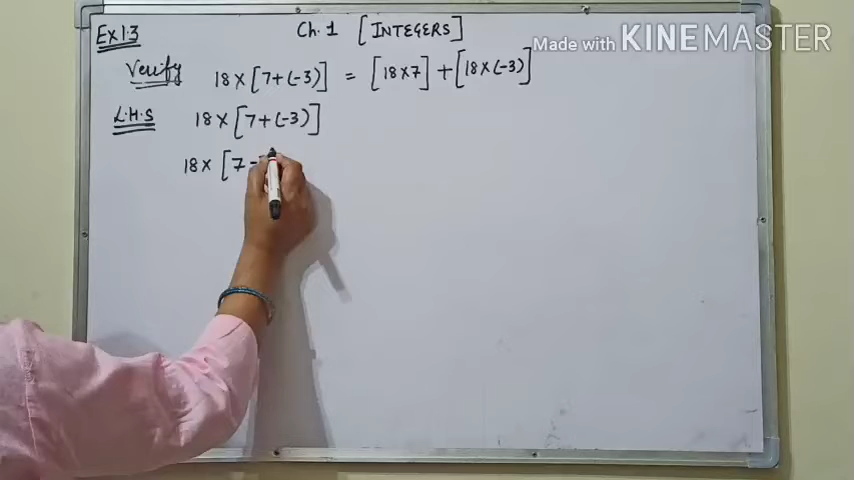 Ex 1.3
Ch. 1 [INTEGERS]
Made with KINEMASTER
Verify 18 × [7 + (-3)] = [18 × 7] + [18 × (-3)]
L.H.S 18 × [7 + (-3)]
18 × [7 -